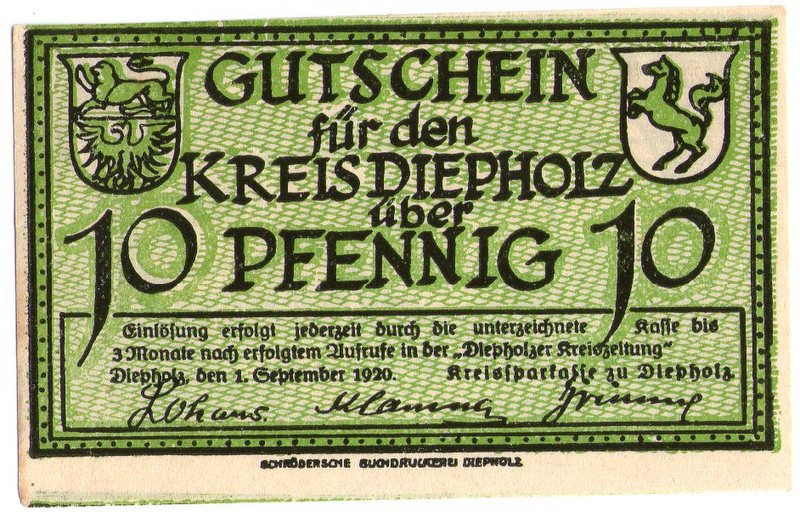 GUTSCHEIN
für den
KREIS DIEPHOLZ
über
10 PFENNIG 10
Einlösung erfolgt jederzeit durch die unterzeichnete Kasse bis
3 Monate nach erfolgtem Aufrufe in der „Diepholzer Kreiszeitung"
Diepholz, den 1. September 1920. Kreissparkasse zu Diepholz.
SCHRÖDERSCHE BUCHDRUCKEREI DIEPHOLZ